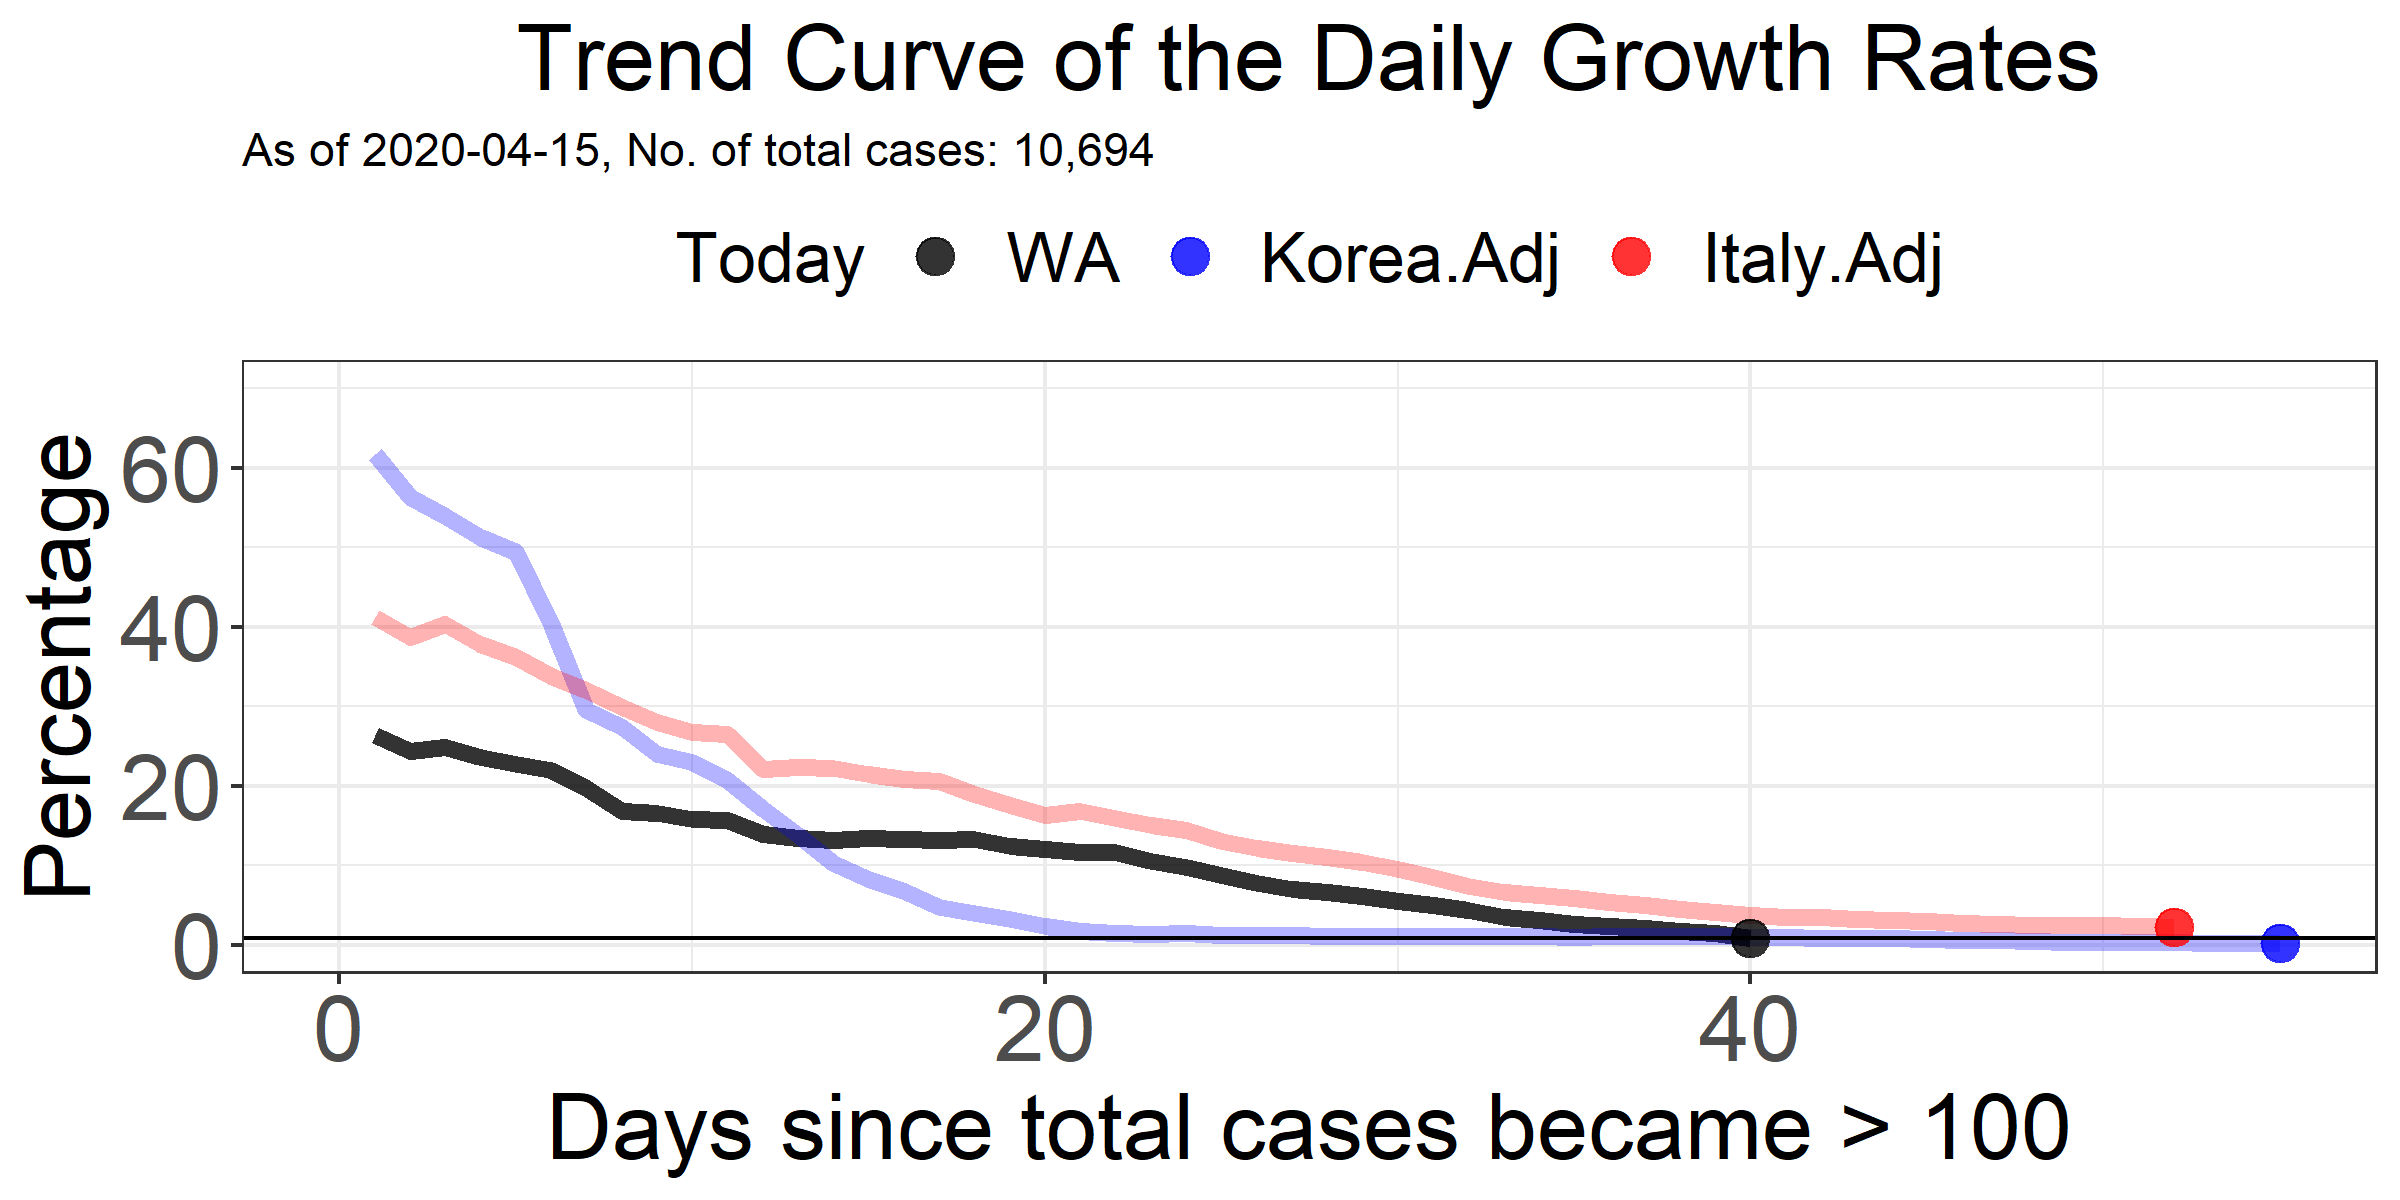 Trend Curve of the Daily Growth Rates
As of 2020-04-15, No. of total cases: 10,694
Today WA Korea.Adj Italy.Adj
Percentage
60
40
20
0
0 20 40
Days since total cases became > 100